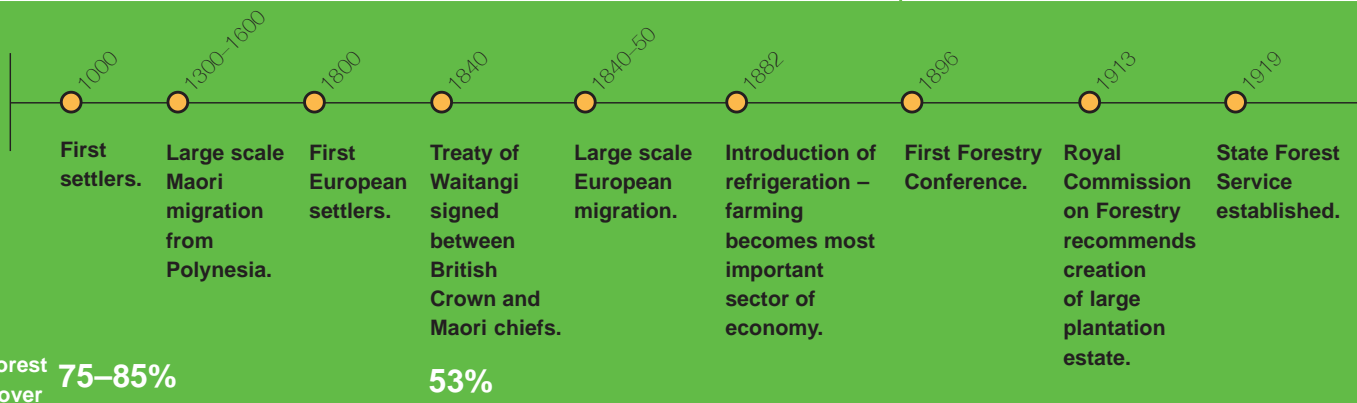 1000
1300–1600
1800
1840
1840–50
1882
1896
1913
1919
First
settlers.
Large scale
Maori
migration
from
Polynesia.
First
European
settlers.
Treaty of
Waitangi
signed
between
British
Crown and
Maori chiefs.
Large scale
European
migration.
Introduction of
refrigeration –
farming
becomes most
important
sector of
economy.
First Forestry
Conference.
Royal
Commission
on Forestry
recommends
creation
of large
plantation
estate.
State Forest
Service
established.
orest
over
75–85%
53%